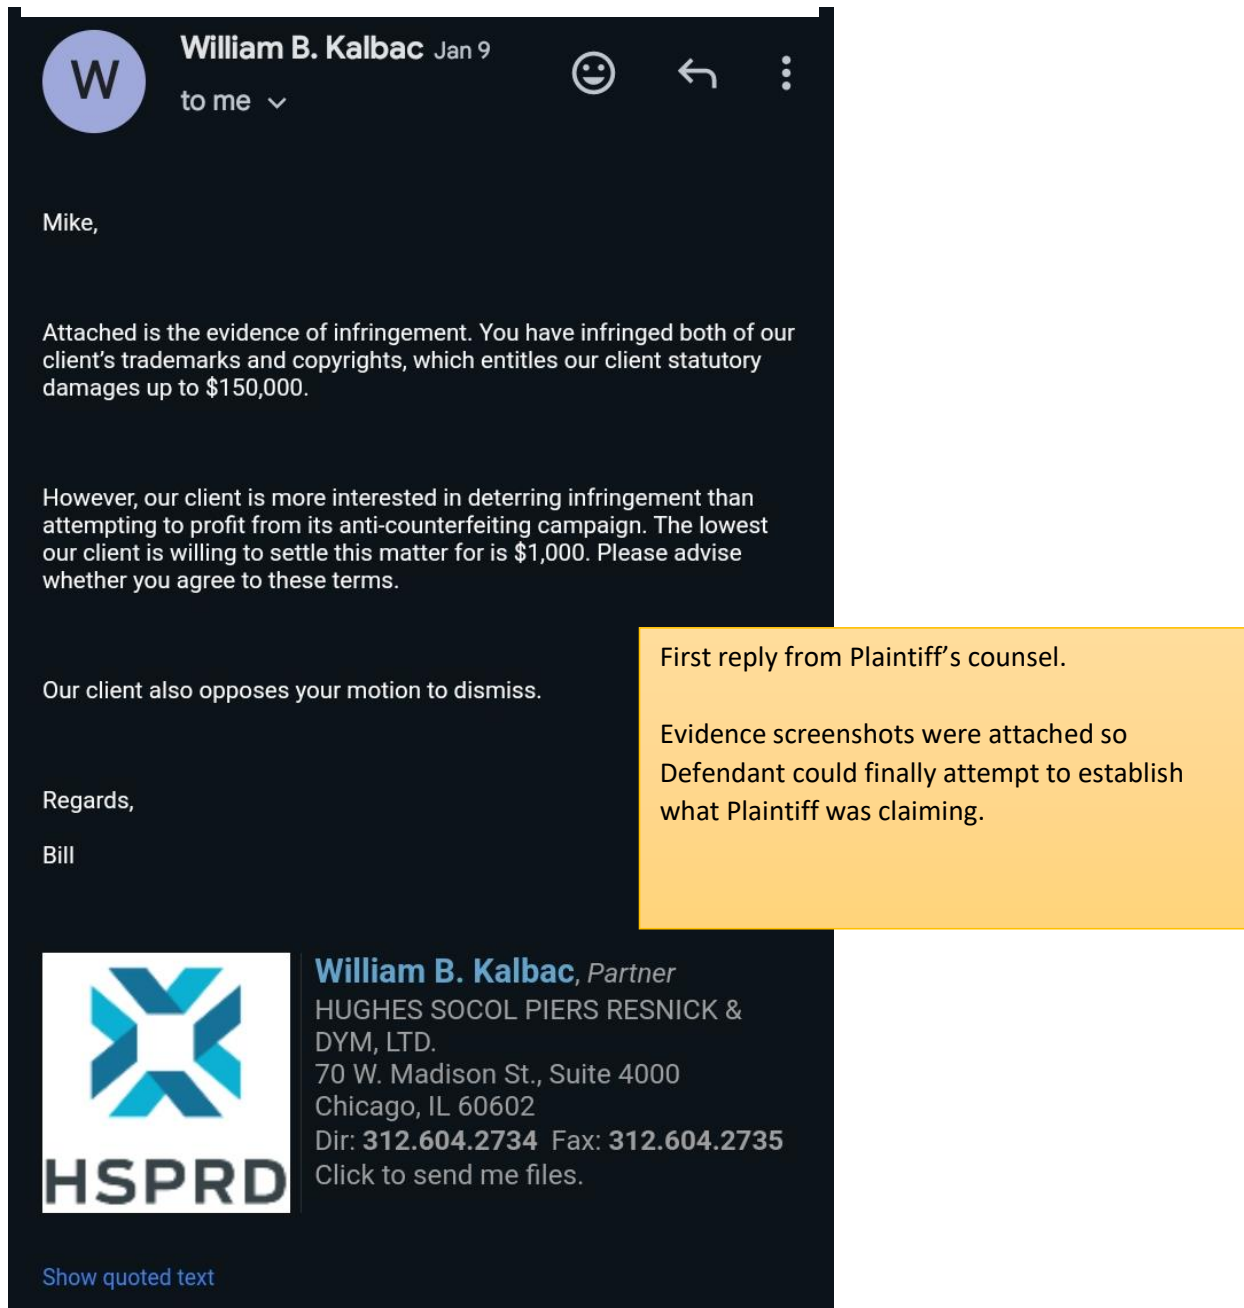 W
William B. Kalbac Jan 9
to me
Mike,
Attached is the evidence of infringement. You have infringed both of our
client’s trademarks and copyrights, which entitles our client statutory
damages up to $150,000.
However, our client is more interested in deterring infringement than
attempting to profit from its anti-counterfeiting campaign. The lowest
our client is willing to settle this matter for is $1,000. Please advise
whether you agree to these terms.
Our client also opposes your motion to dismiss.
Regards,
Bill
First reply from Plaintiff’s counsel.
Evidence screenshots were attached so
Defendant could finally attempt to establish
what Plaintiff was claiming.
HSPRD
William B. Kalbac, Partner
HUGHES SOCOL PIERS RESNICK &
DYM, LTD.
70 W. Madison St., Suite 4000
Chicago, IL 60602
Dir: 312.604.2734 Fax: 312.604.2735
Click to send me files.
Show quoted text